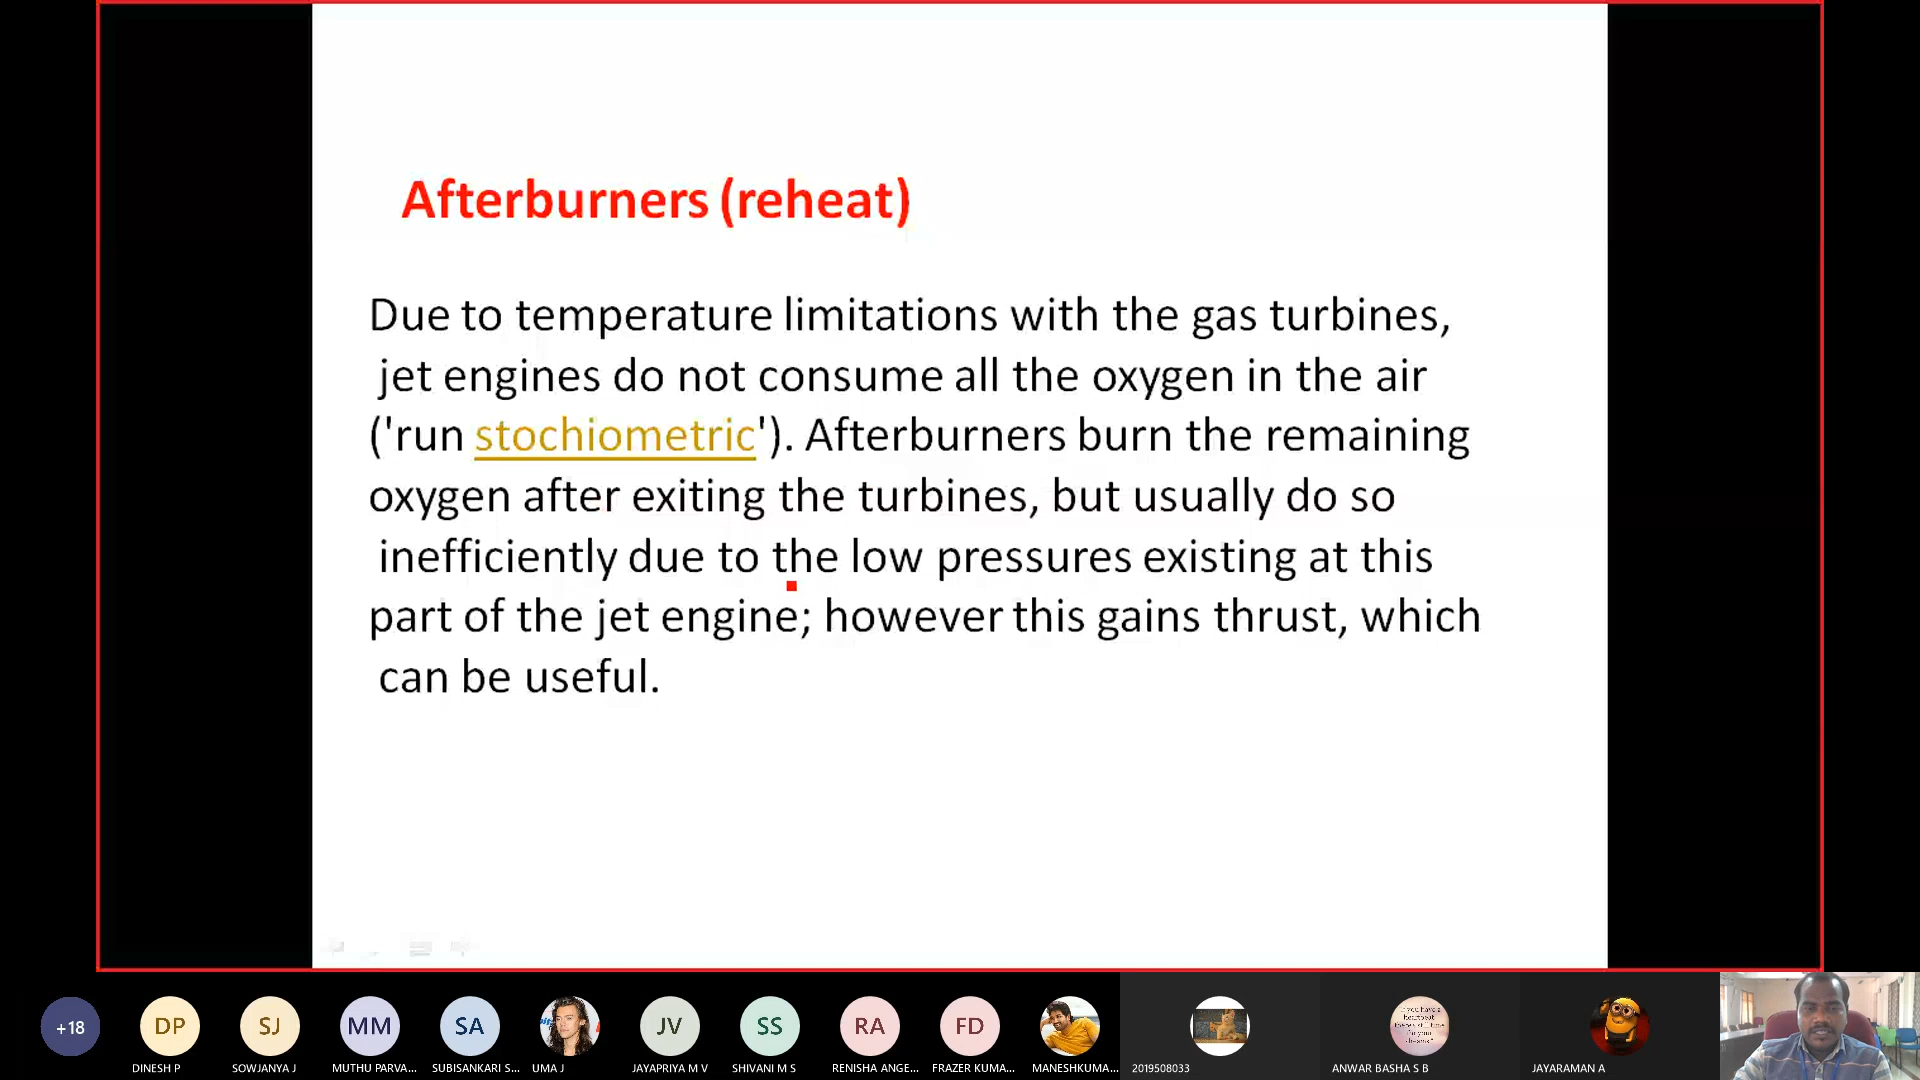 Afterburners (reheat)
Due to temperature limitations with the gas turbines,
jet engines do not consume all the oxygen in the air
('run stochiometric'). Afterburners burn the remaining
oxygen after exiting the turbines, but usually do so
inefficiently due to the low pressures existing at this
part of the jet engine; however this gains thrust, which
can be useful.
+18 DP SJ MM SA JV SS RA FD
DINESH P SOWJANYA J MUTHU PARVA... SUBISANKARI S... UMA J JAYAPRIYA M V SHIVANI M S RENISHA ANGE... FRAZER KUMA... MANESHKUMA... 2019508033 ANWAR BASHA S B JAYARAMAN A